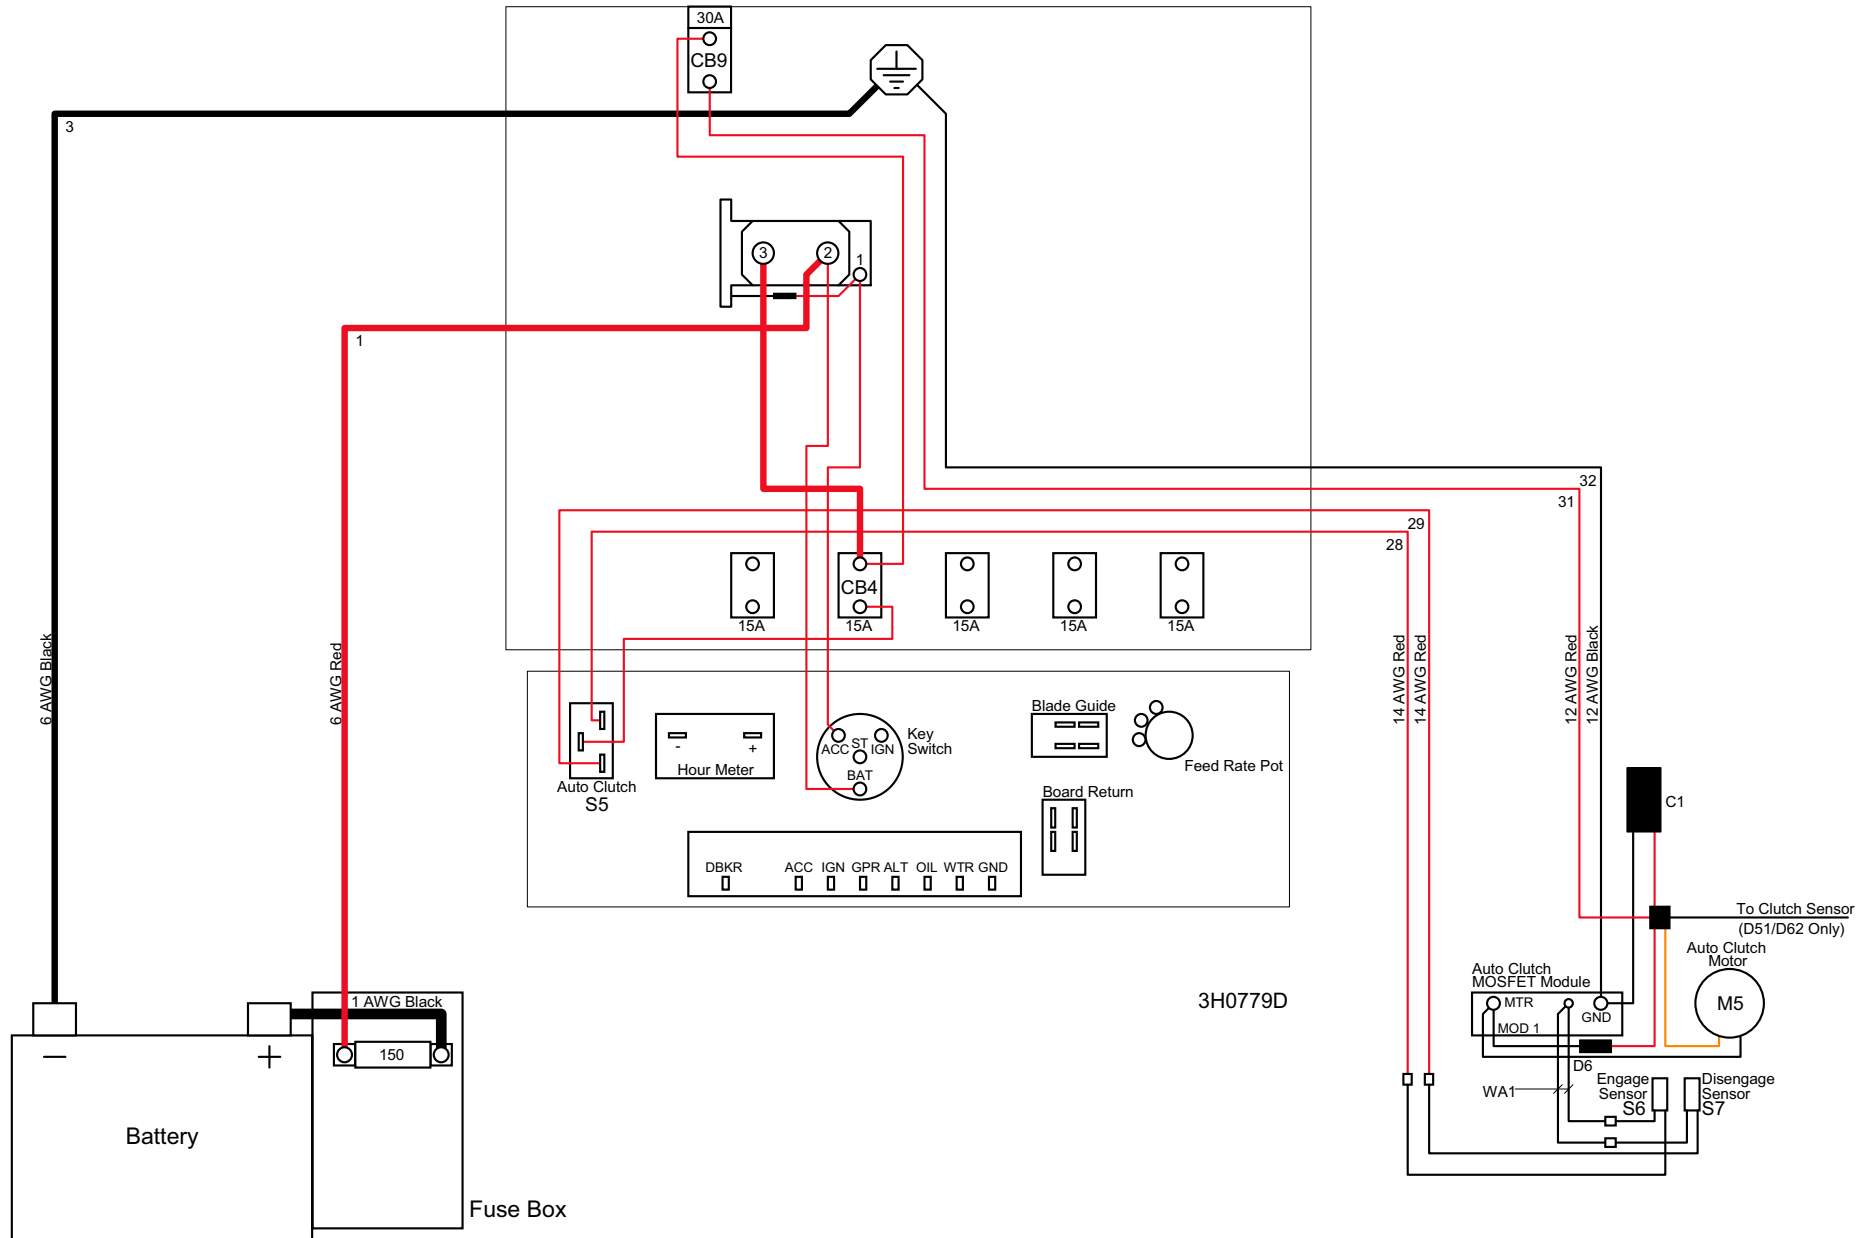 30A
CB9
3
3
2
1
1
32
31
29
28
CB4
15A
15A
15A
15A
15A
6 AWG Black
6 AWG Red
14 AWG Red
14 AWG Red
12 AWG Red
12 AWG Black
Auto Clutch
S5
-
+
Hour Meter
ACC
ST
IGN
BAT
Key
Switch
Blade Guide
Feed Rate Pot
Board Return
DBKR
ACC
IGN
GPR
ALT
OIL
WTR
GND
C1
To Clutch Sensor
(D51/D62 Only)
Auto Clutch
Motor
M5
Auto Clutch
MOSFET Module
MTR
GND
MOD 1
D6
WA1
Engage
Sensor
S6
Disengage
Sensor
S7
3H0779D
1 AWG Black
150
−
+
Battery
Fuse Box